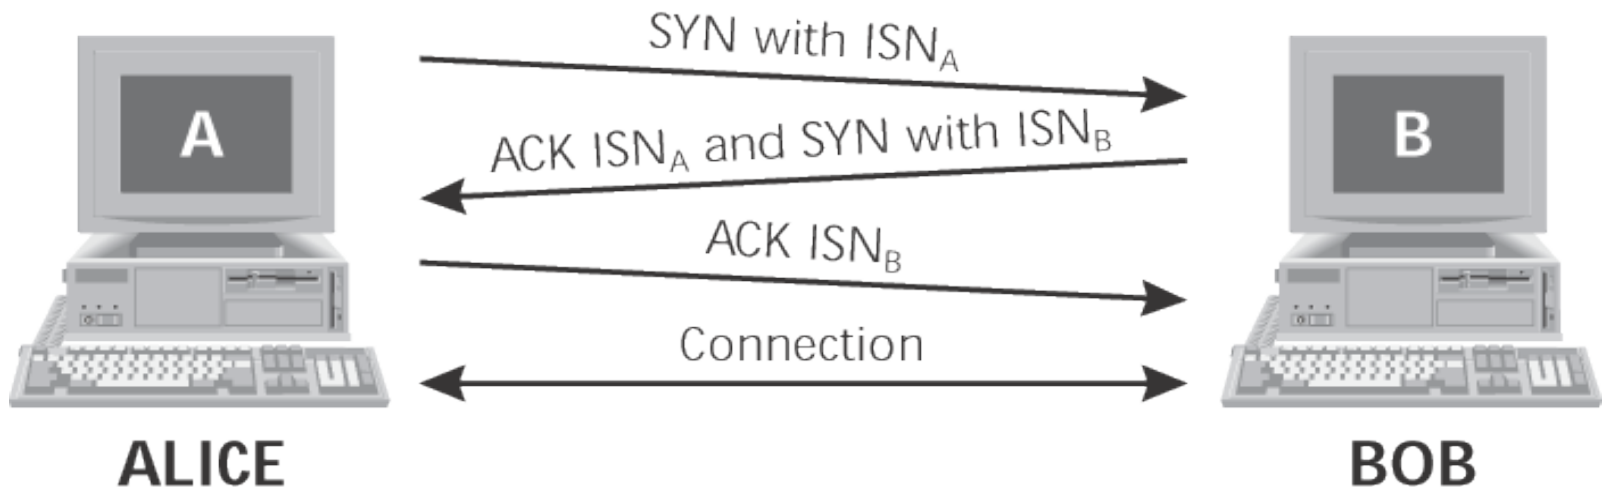 SYN with ISNA
A
B
ACK ISNA and SYN with ISNB
ACK ISNB
Connection
ALICE
BOB